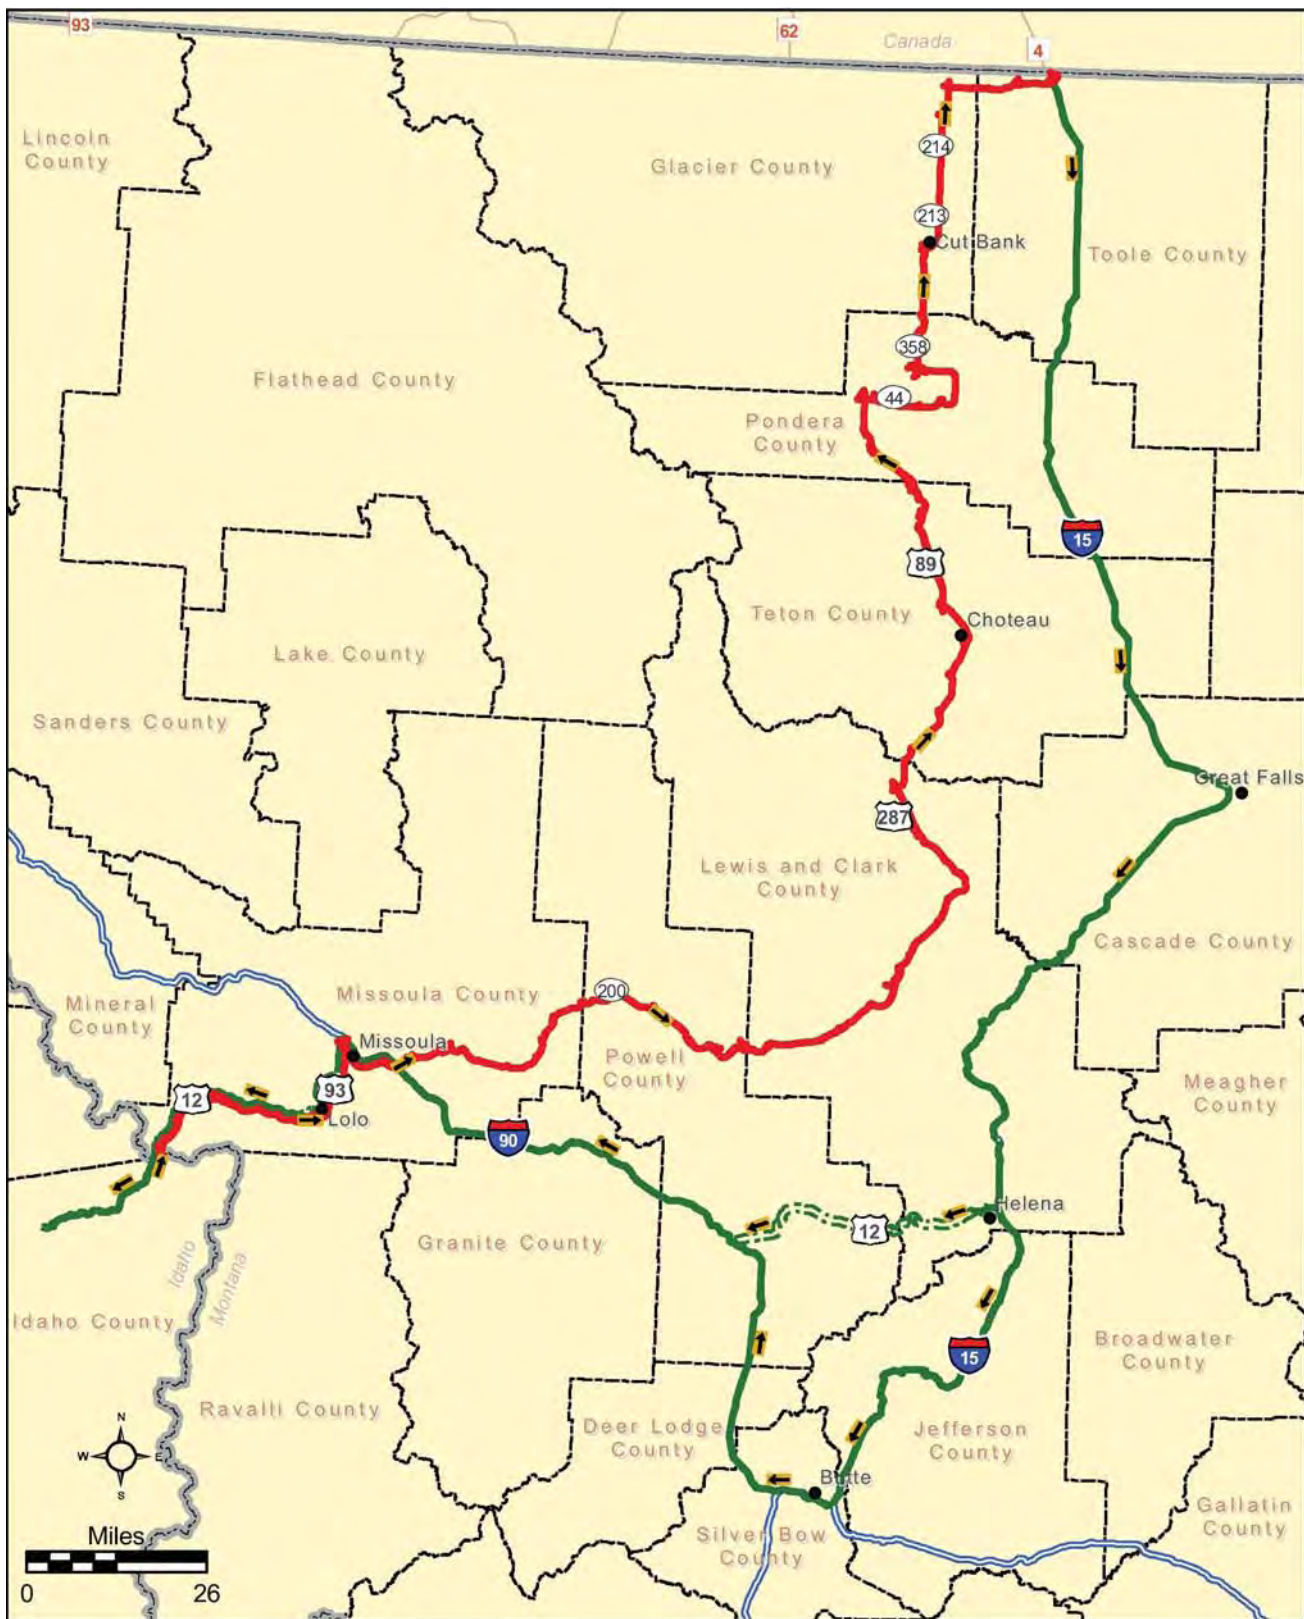 93
62
Canada
4
Lincoln
County
214
Glacier County
213
Cut Bank
Toole County
358
Flathead County
44
Pondera
County
15
89
Teton County
Choteau
Lake County
Sanders County
Great Falls
287
Lewis and Clark
County
Cascade County
Mineral
County
Missoula County
200
Missoula
Powell
County
Meagher
County
12
93
Lolo
90
Helena
12
Granite County
Idaho
Montana
Idaho County
15
Broadwater
County
Ravalli County
Deer Lodge
County
Jefferson
County
N
W
E
S
Butte
Gallatin
County
Miles
Silver Bow
County
0
26